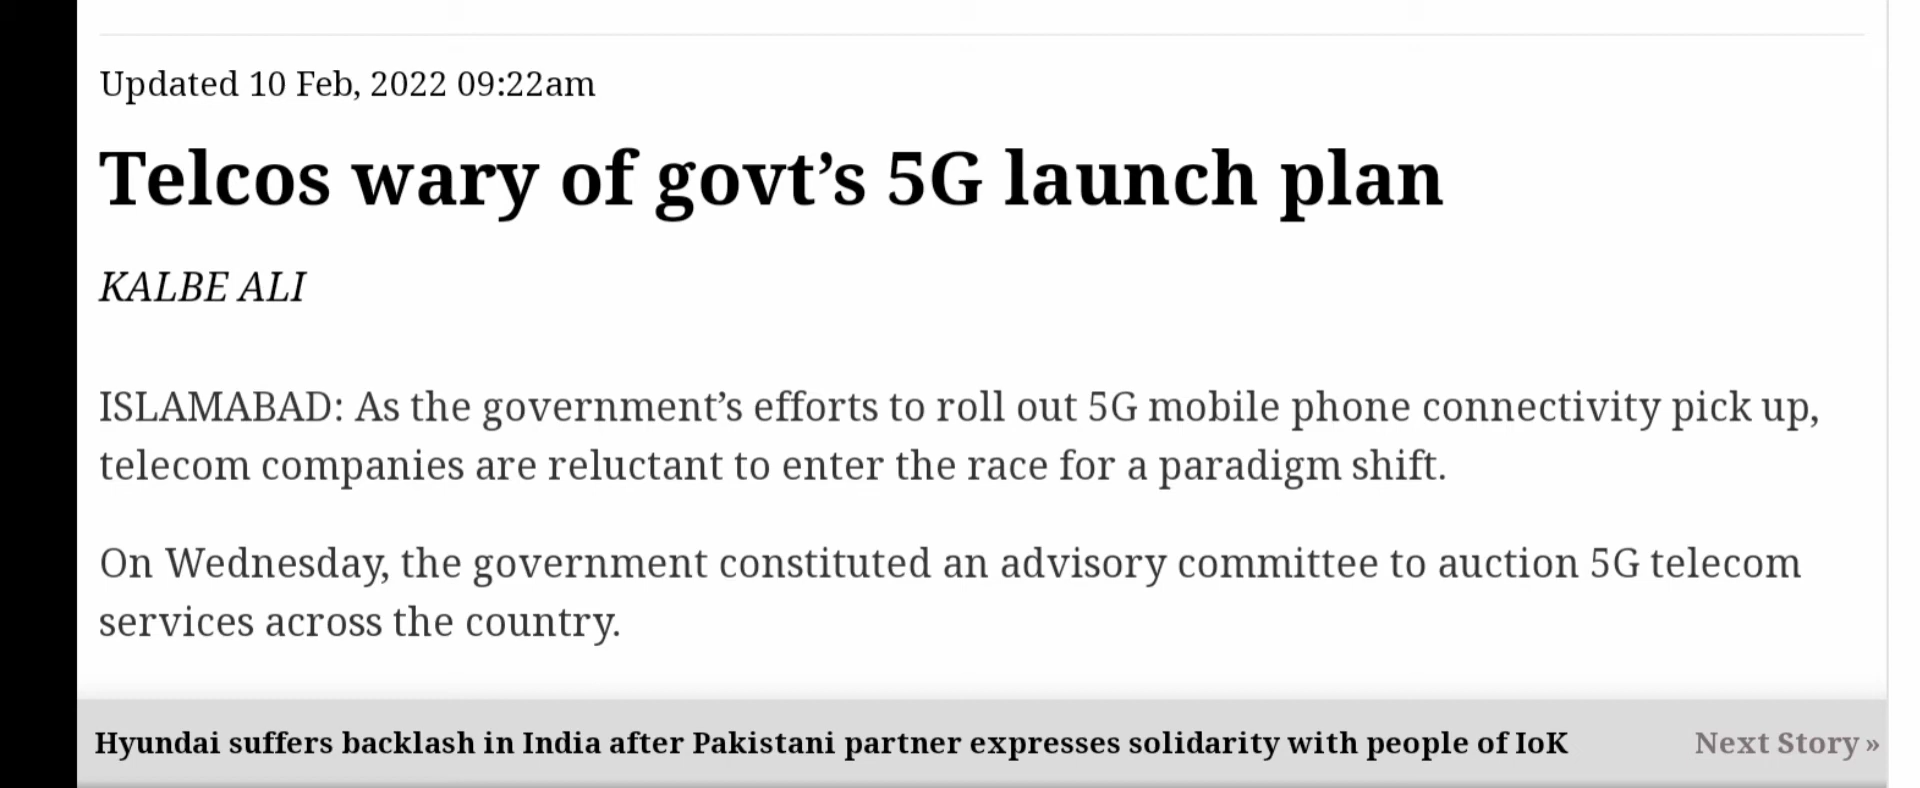 Updated 10 Feb, 2022 09:22am
Telcos wary of govt’s 5G launch plan
KALBE ALI
ISLAMABAD: As the government’s efforts to roll out 5G mobile phone connectivity pick up,
telecom companies are reluctant to enter the race for a paradigm shift.
On Wednesday, the government constituted an advisory committee to auction 5G telecom
services across the country.
Hyundai suffers backlash in India after Pakistani partner expresses solidarity with people of IoK
Next Story »